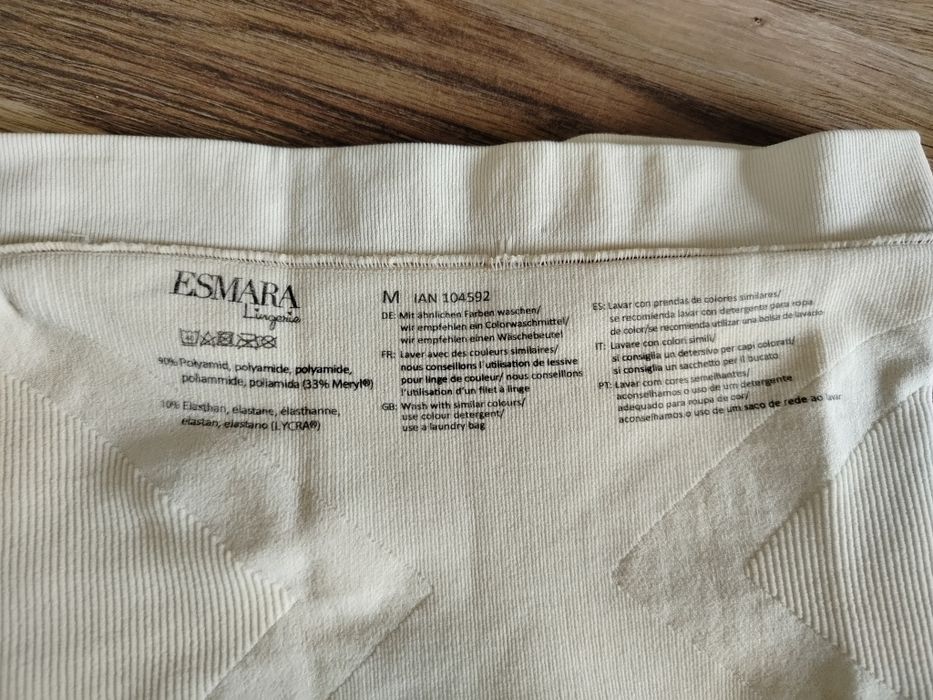 ESMARA
Lingerie
40
90% Polyamid, polyamide, polyamide,
poliammide, poliamida (33% Meryl®)
10% Elasthan, elastane, élasthanne,
elastan, elastano (LYCRA®)
M IAN 104592
DE: Mit ähnlichen Farben waschen/
wir empfehlen ein Colorwaschmittel/
wir empfehlen einen Wäschebeutel
FR: Laver avec des couleurs similaires/
nous conseillons l'utilisation de lessive
pour linge de couleur/ nous conseillons
l'utilisation d'un filet à linge
GB: Wash with similar colours/
use colour detergent/
use a laundry bag
ES: Lavar con prendas de colores similares/
se recomienda lavar con detergente para ropa
de color/se recomienda utilizar una bolsa de lavado
IT: Lavare con colori simili/
si consiglia un detersivo per capi colorati/
si consiglia un sacchetto per il bucato
PT: Lavar com cores semelhantes/
aconselhamos o uso de um detergente
adequado para roupa de cor/
aconselhamos o uso de um saco de rede ao lavar